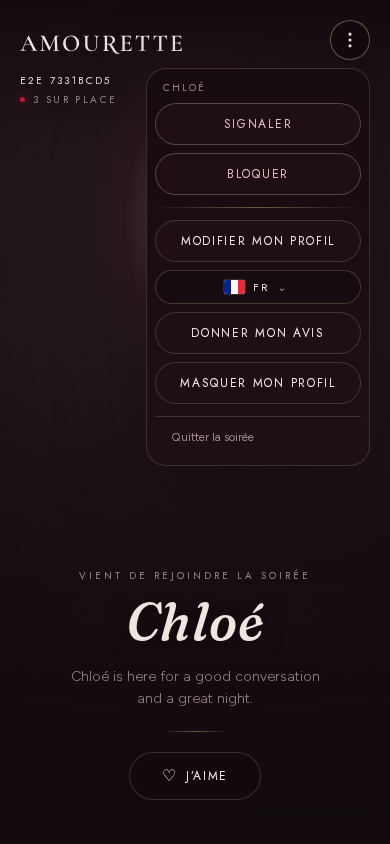 AMOURETTE
E2E 7331BCD5
3 SUR PLACE
CHLOÉ
SIGNALER
BLOQUER
MODIFIER MON PROFIL
FR
DONNER MON AVIS
MASQUER MON PROFIL
Quitter la soirée
VIENT DE REJOINDRE LA SOIRÉE
Chloé
Chloé is here for a good conversation
and a great night.
♡ J'AIME